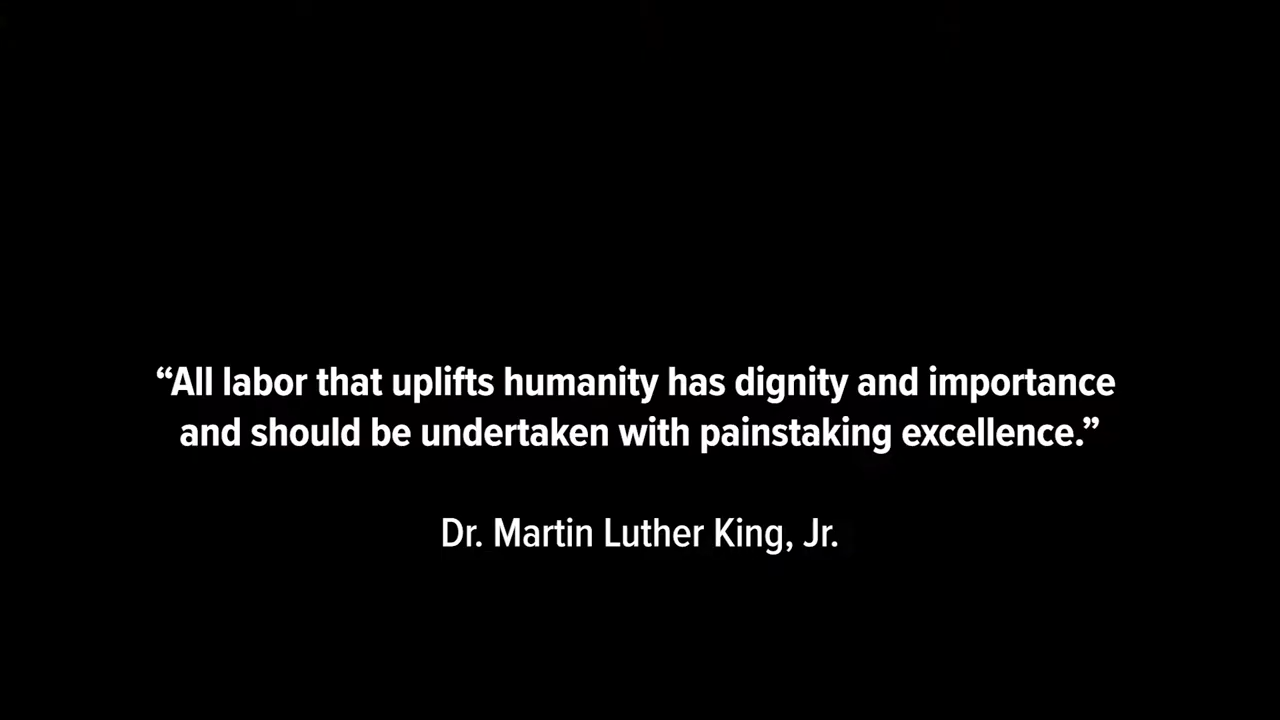 “All labor that uplifts humanity has dignity and importance
and should be undertaken with painstaking excellence.”
Dr. Martin Luther King, Jr.